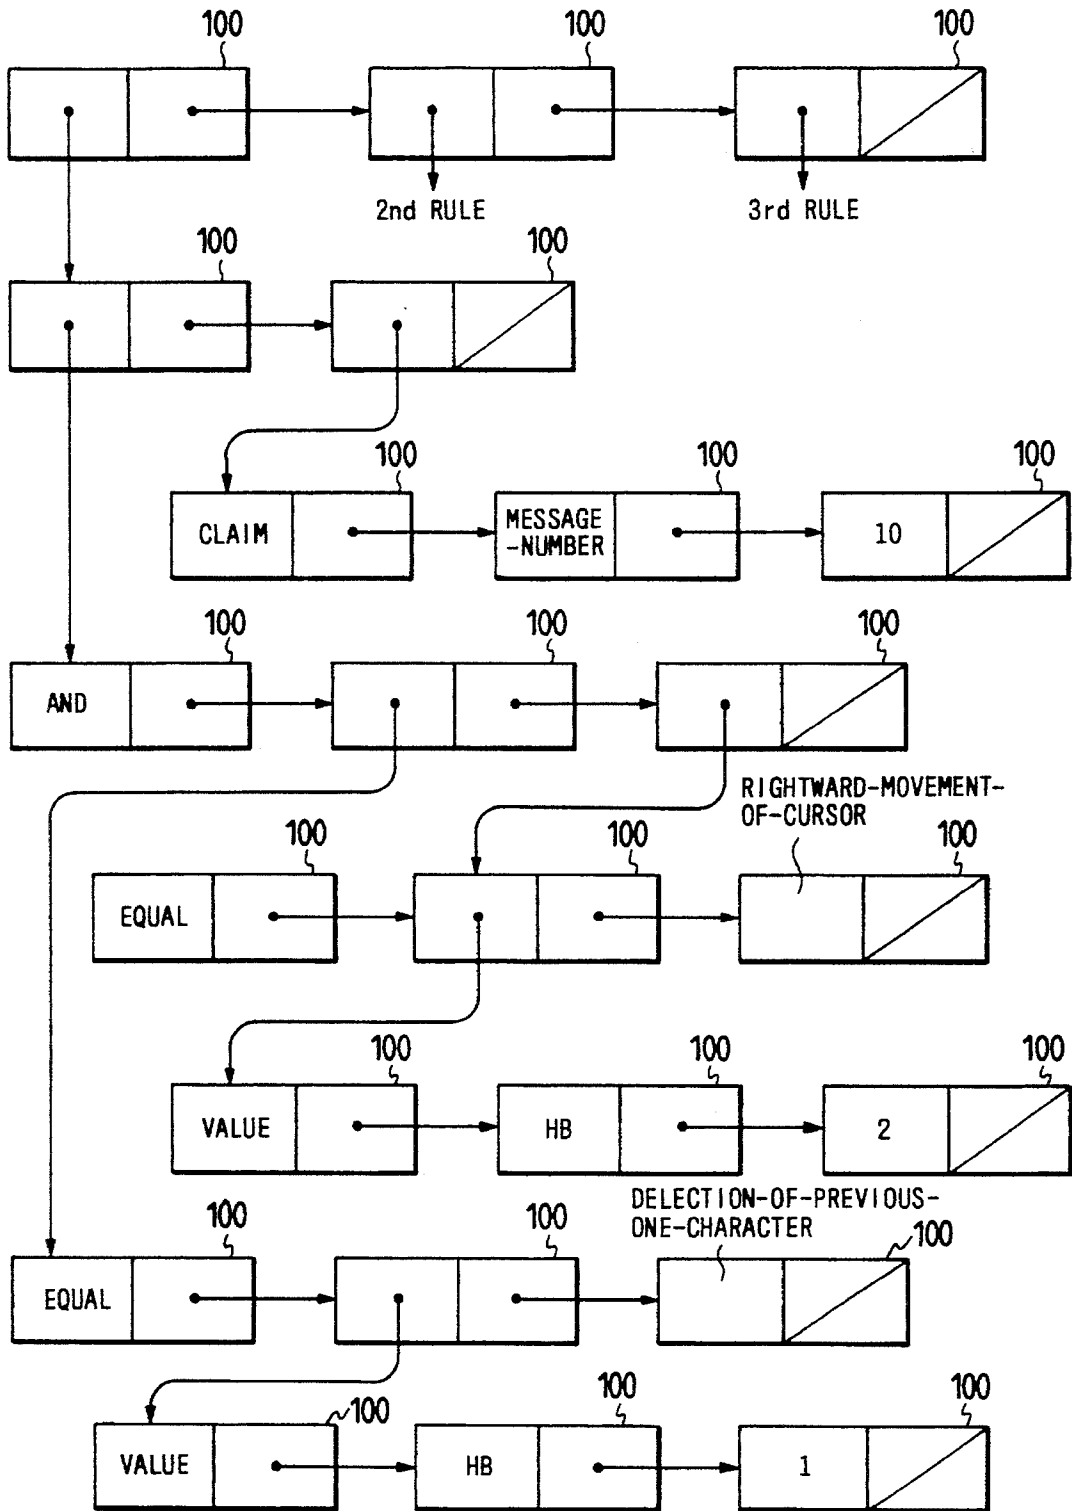 100 100 100
2nd RULE 3rd RULE
100 100
100 100 100
CLAIM MESSAGE
-NUMBER 10
100 100 100
AND
RIGHTWARD-MOVEMENT-
OF-CURSOR
100 100 100
EQUAL
100 100 100
VALUE HB 2
DELECTION-OF-PREVIOUS-
ONE-CHARACTER
100 100 100
EQUAL
100 100 100
VALUE HB 1